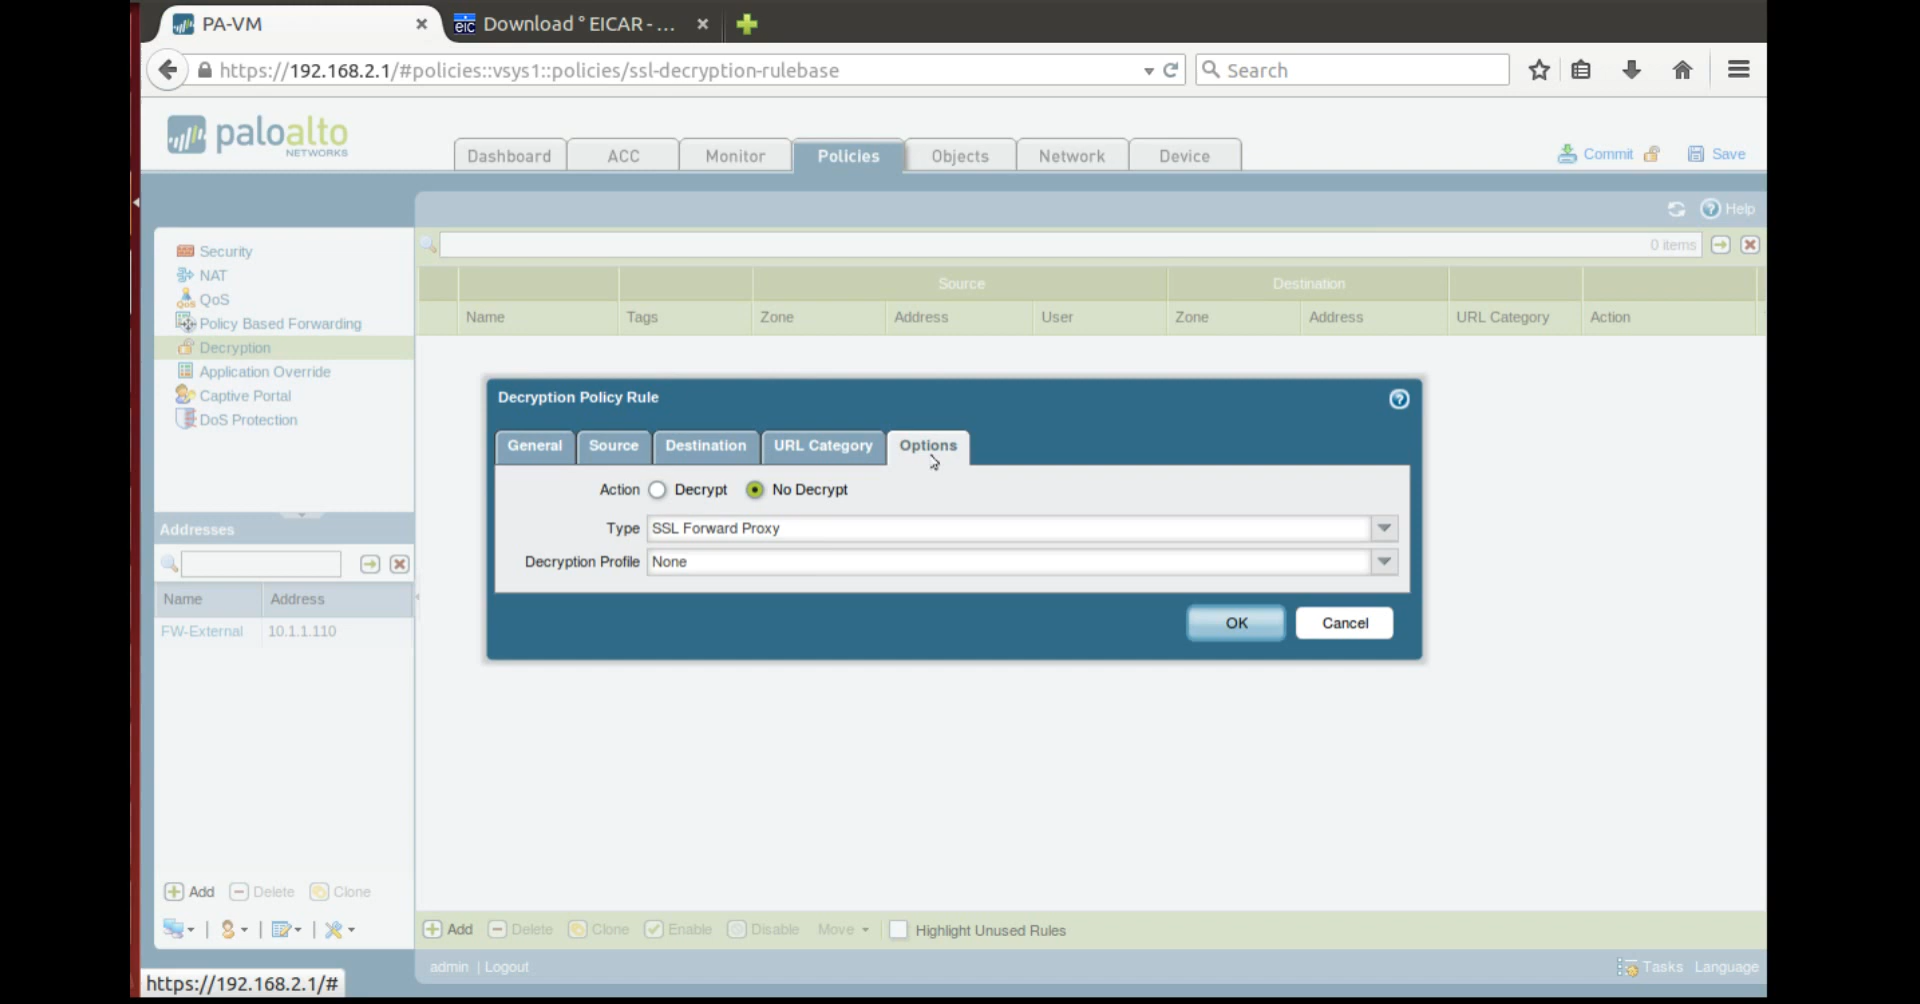 PA-VM
eic Download ° EICAR - ...
https://192.168.2.1/#policies::vsys1::policies/ssl-decryption-rulebase
Search
paloalto
NETWORKS
Dashboard
ACC
Monitor
Policies
Objects
Network
Device
Commit
Save
Help
Security
NAT
QoS
Policy Based Forwarding
Decryption
Application Override
Captive Portal
DoS Protection
0 items
Source
Destination
Name
Tags
Zone
Address
User
Zone
Address
URL Category
Action
Decryption Policy Rule
General
Source
Destination
URL Category
Options
Action Decrypt No Decrypt
Type SSL Forward Proxy
Decryption Profile None
OK
Cancel
Addresses
Name Address
FW-External 10.1.1.110
Add Delete Clone
Add Delete Clone Enable Disable Move Highlight Unused Rules
admin | Logout
Tasks Language
https://192.168.2.1/#